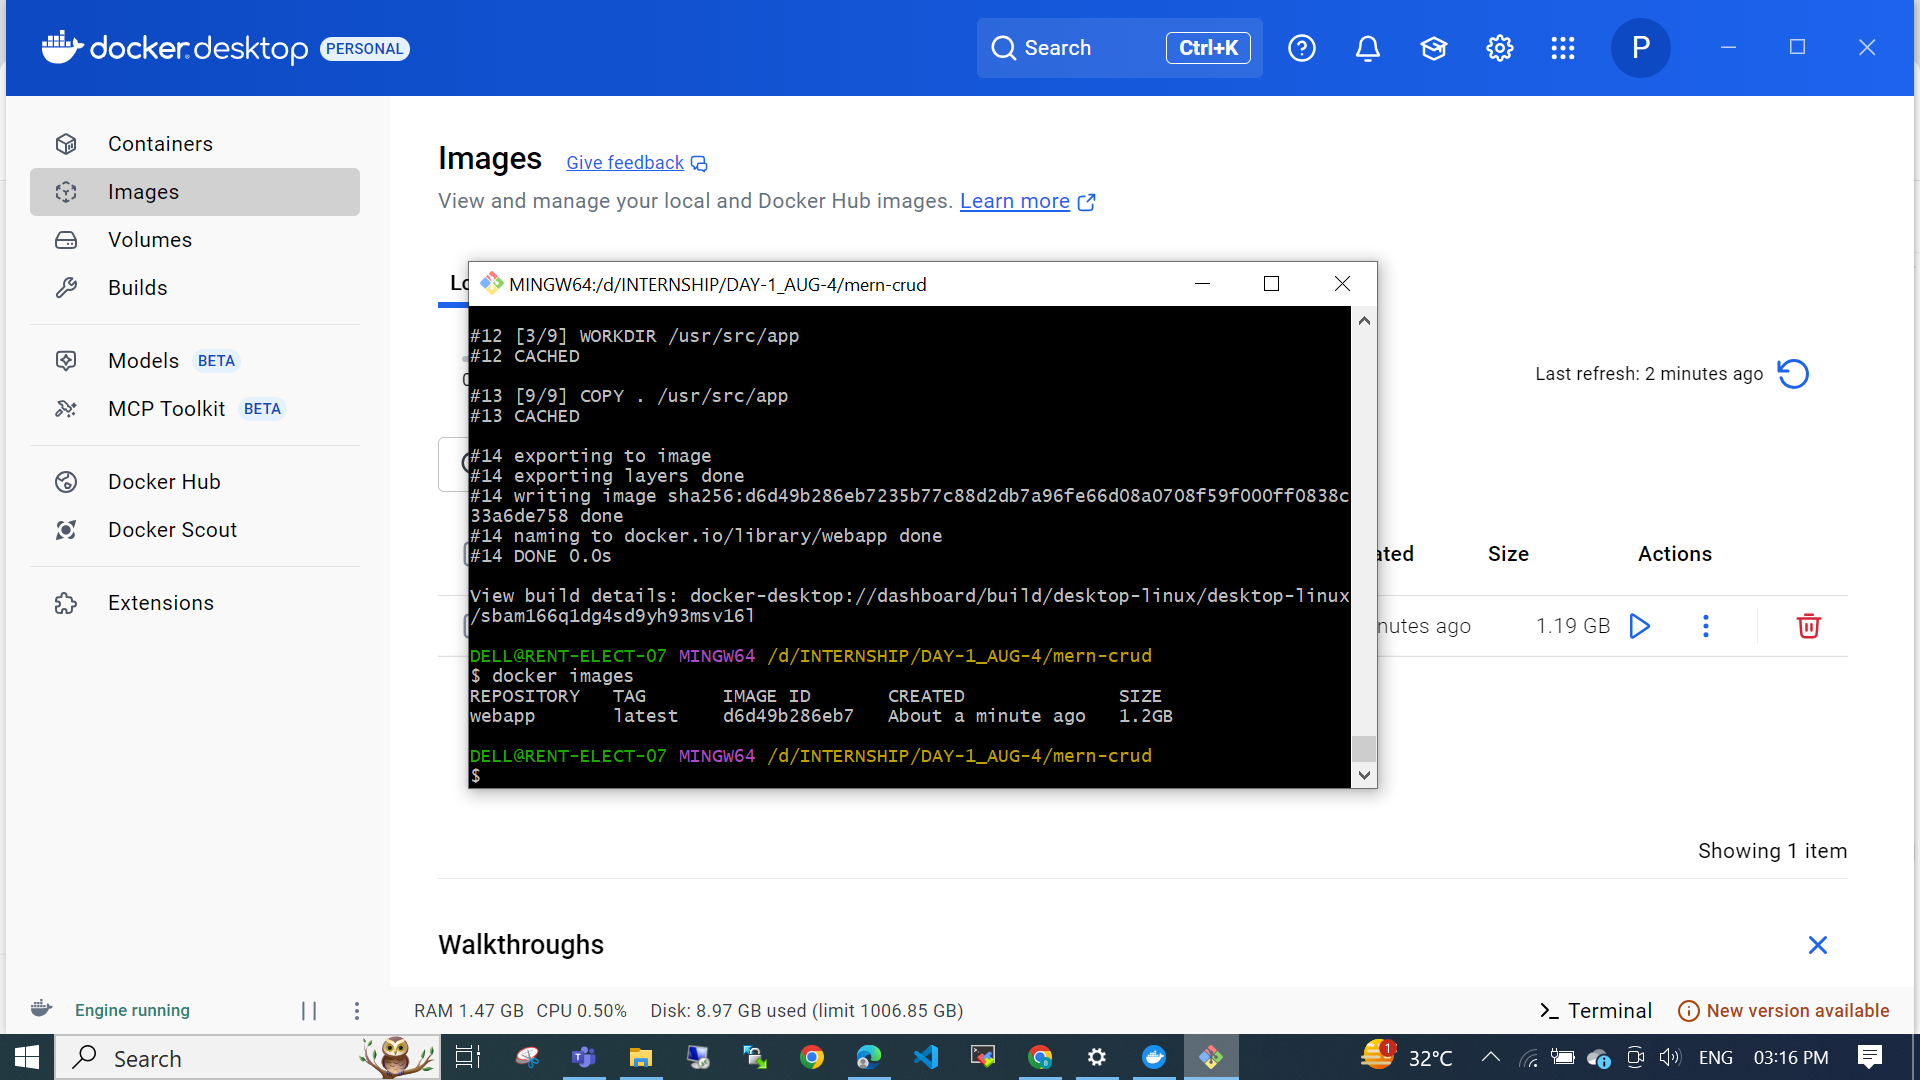 docker.desktop PERSONAL
Search Ctrl+K
P
Containers
Images
Volumes
Builds
Models BETA
MCP Toolkit BETA
Docker Hub
Docker Scout
Extensions
Images Give feedback
View and manage your local and Docker Hub images. Learn more
Last refresh: 2 minutes ago
MINGW64:/d/INTERNSHIP/DAY-1_AUG-4/mern-crud
#12 [3/9] WORKDIR /usr/src/app
#12 CACHED
#13 [9/9] COPY . /usr/src/app
#13 CACHED
#14 exporting to image
#14 exporting layers done
#14 writing image sha256:d6d49b286eb7235b77c88d2db7a96fe66d08a0708f59f000ff0838c
33a6de758 done
#14 naming to docker.io/library/webapp done
#14 DONE 0.0s
View build details: docker-desktop://dashboard/build/desktop-linux/desktop-linux
/sbam166q1dg4sd9yh93msv16l
DELL@RENT-ELECT-07 MINGW64 /d/INTERNSHIP/DAY-1_AUG-4/mern-crud
$ docker images
REPOSITORY TAG IMAGE ID CREATED SIZE
webapp latest d6d49b286eb7 About a minute ago 1.2GB
DELL@RENT-ELECT-07 MINGW64 /d/INTERNSHIP/DAY-1_AUG-4/mern-crud
$
ated Size Actions
nutes ago 1.19 GB
Showing 1 item
Walkthroughs
Engine running
RAM 1.47 GB CPU 0.50% Disk: 8.97 GB used (limit 1006.85 GB)
Terminal
New version available
Search
1
32°C
ENG
03:16 PM